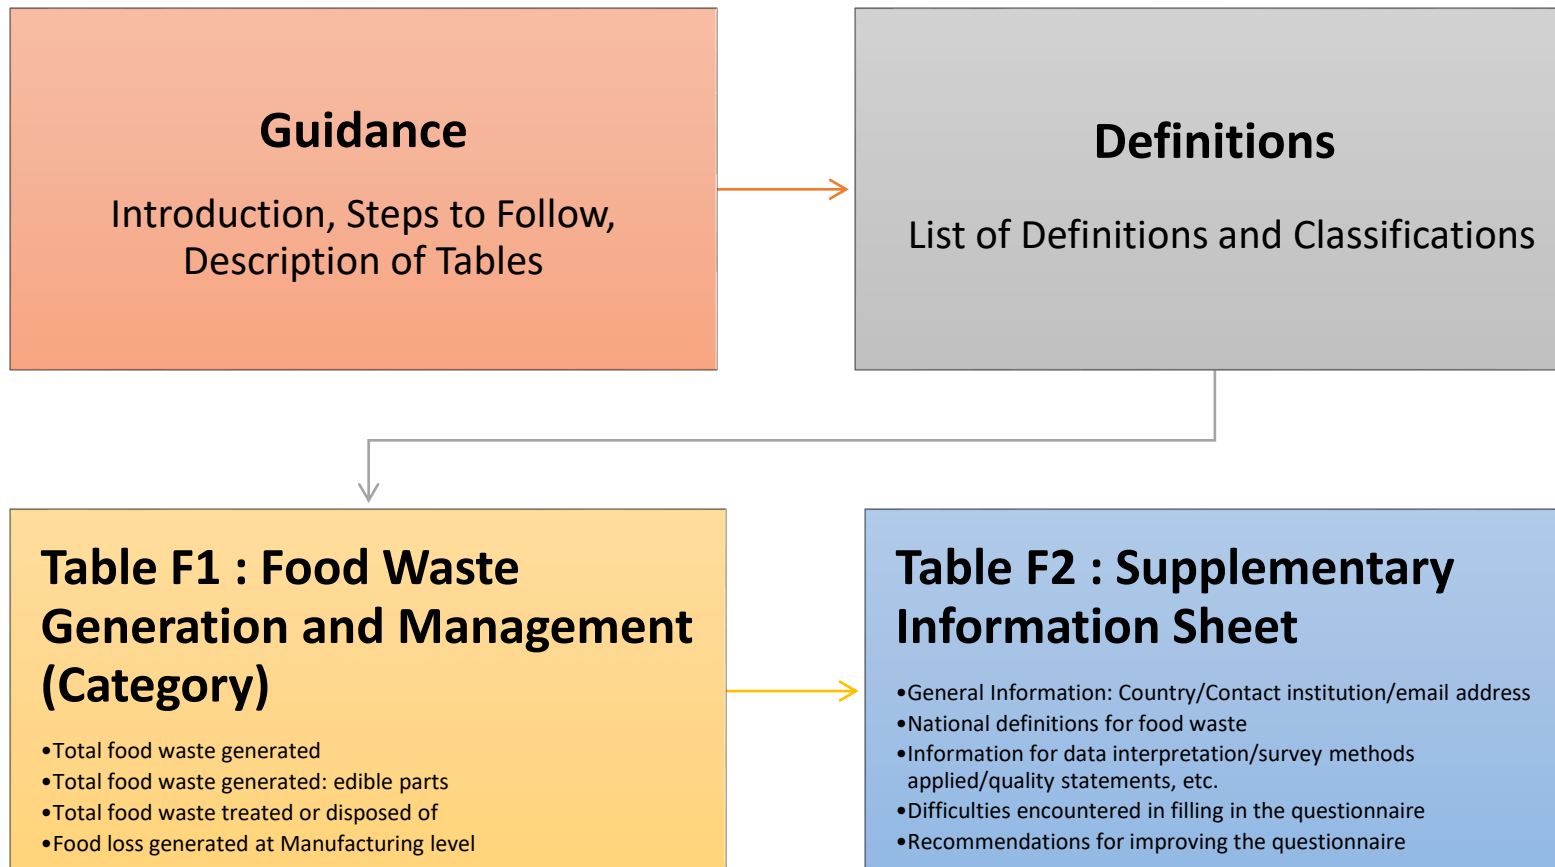 Guidance
Introduction, Steps to Follow,
Description of Tables
Definitions
List of Definitions and Classifications
Table F1 : Food Waste
Generation and Management
(Category)
•Total food waste generated
•Total food waste generated: edible parts
•Total food waste treated or disposed of
•Food loss generated at Manufacturing level
Table F2 : Supplementary
Information Sheet
•General Information: Country/Contact institution/email address
•National definitions for food waste
•Information for data interpretation/survey methods
applied/quality statements, etc.
•Difficulties encountered in filling in the questionnaire
•Recommendations for improving the questionnaire